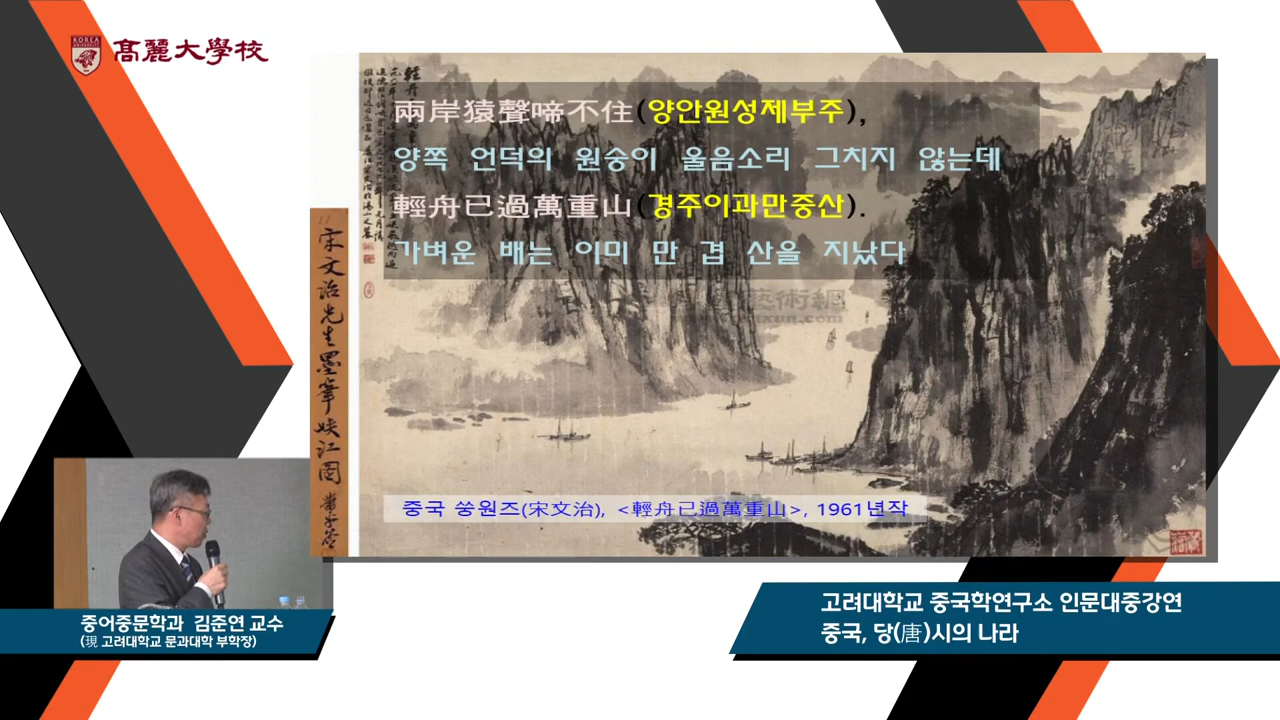 KOREA
UNIVERSITY
高麗大學校
兩岸猿聲啼不住(양안원성제부주),
양쪽 언덕의 원숭이 울음소리 그치지 않는데
輕舟已過萬重山(경주이과만중산).
가벼운 배는 이미 만 겹 산을 지났다
宋文治先生墨筆峽江圖
중국 쑹원즈(宋文治), <輕舟已過萬重山>, 1961년작
중어중문학과 김준연 교수
(現 고려대학교 문과대학 부학장)
고려대학교 중국학연구소 인문대중강연
중국, 당(唐)시의 나라